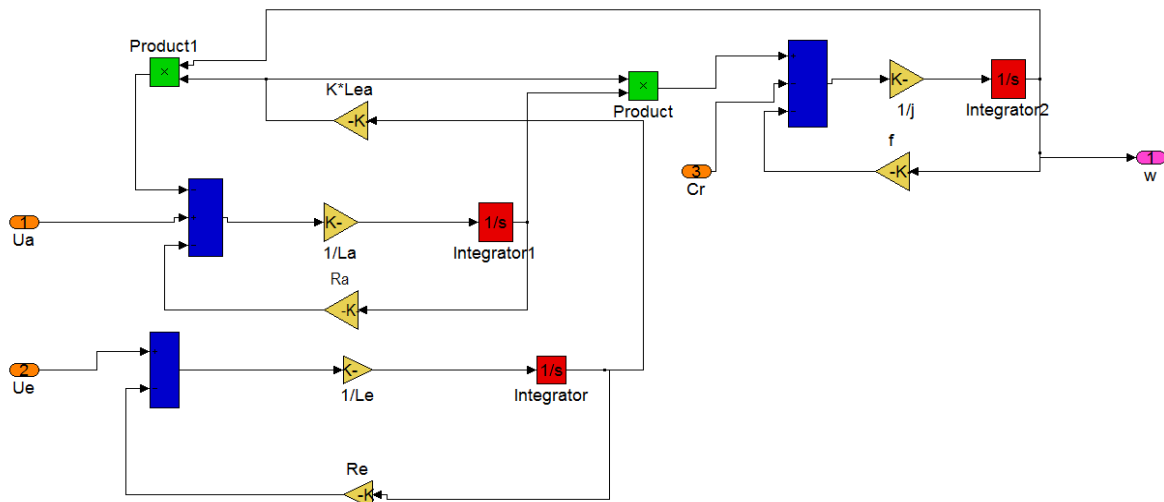 Product1
×
K*Lea
-K
×
Product
K-
1/j
1/s
Integrator2
f
-K
3
Cr
1
w
1
Ua
K-
1/La
1/s
Integrator1
Ra
-K
2
Ue
K-
1/Le
1/s
Integrator
Re
-K